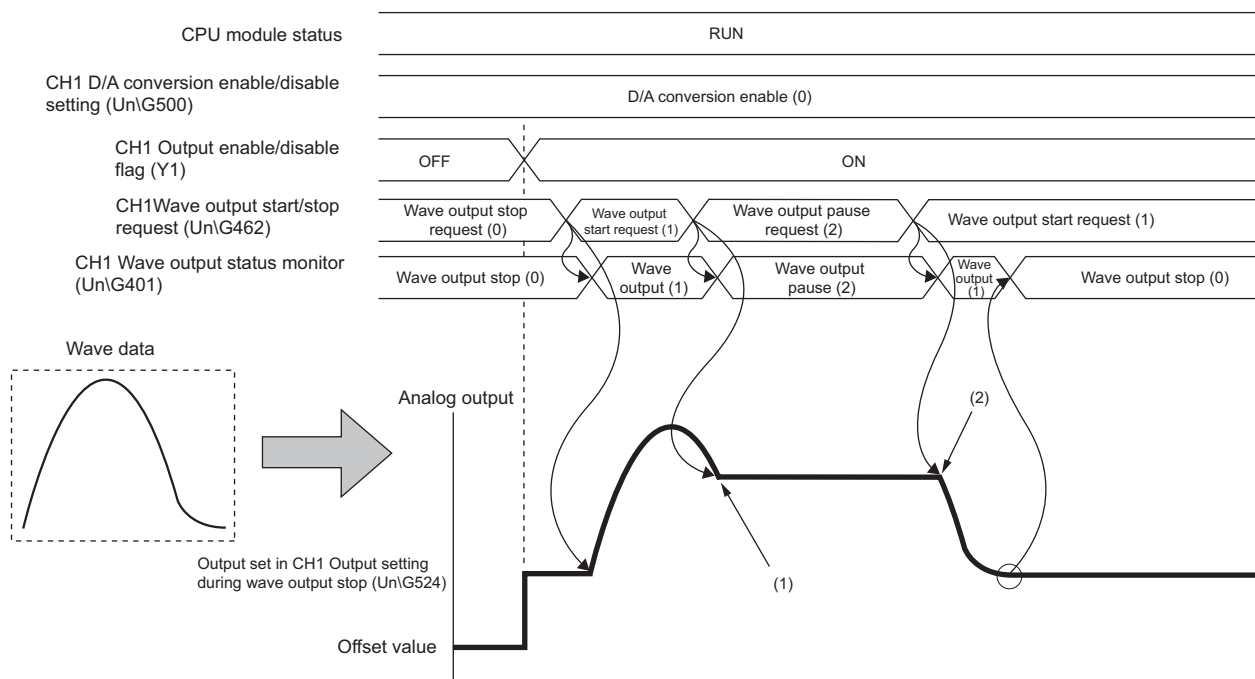 CPU module status
RUN
CH1 D/A conversion enable/disable
setting (Un\G500)
D/A conversion enable (0)
CH1 Output enable/disable
flag (Y1)
OFF
ON
CH1Wave output start/stop
request (Un\G462)
Wave output stop
request (0)
Wave output
start request (1)
Wave output pause
request (2)
Wave output start request (1)
CH1 Wave output status monitor
(Un\G401)
Wave output stop (0)
Wave
output (1)
Wave output
pause (2)
Wave
output
(1)
Wave output stop (0)
Wave data
Analog output
(2)
(1)
Output set in CH1 Output setting
during wave output stop (Un\G524)
Offset value